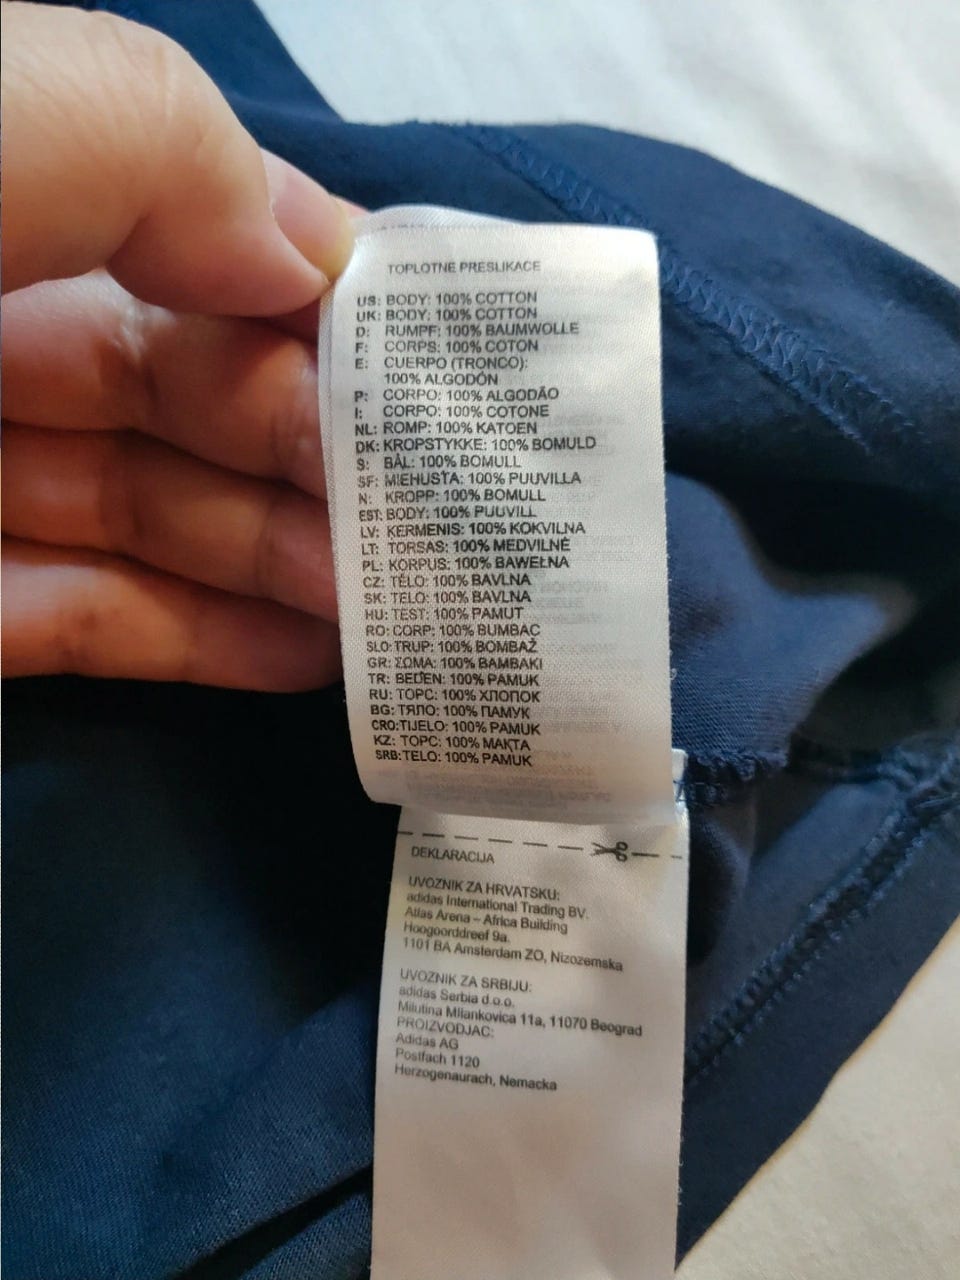 TOPLOTNE PRESLIKACE
US: BODY: 100% COTTON
UK: BODY: 100% COTTON
D: RUMPF: 100% BAUMWOLLE
F: CORPS: 100% COTON
E: CUERPO (TRONCO):
100% ALGODÓN
P: CORPO: 100% ALGODÃO
I: CORPO: 100% COTONE
NL: ROMP: 100% KATOEN
DK: KROPSTYKKE: 100% BOMULD
S: BÅL: 100% BOMULL
SF: MIEHUSTA: 100% PUUVILLA
N: KROPP: 100% BOMULL
EST: BODY: 100% PUUVILL
LV: ĶERMENIS: 100% KOKVILNA
LT: TORSAS: 100% MEDVILNĖ
PL: KORPUS: 100% BAWEŁNA
CZ: TĚLO: 100% BAVLNA
SK: TELO: 100% BAVLNA
HU: TEST: 100% PAMUT
RO: CORP: 100% BUMBAC
SLO: TRUP: 100% BOMBAŽ
GR: ΣΩΜΑ: 100% ΒΑΜΒΑΚΙ
TR: BEDEN: 100% PAMUK
RU: ТОРС: 100% ХЛОПОК
BG: ТЯЛО: 100% ПАМУК
CRO: TIJELO: 100% PAMUK
KZ: ТОРС: 100% МАҚТА
SRB: TELO: 100% PAMUK
DEKLARACIJA
UVOZNIK ZA HRVATSKU:
adidas International Trading BV.
Atlas Arena – Africa Building
Hoogoorddreef 9a.
1101 BA Amsterdam ZO, Nizozemska
UVOZNIK ZA SRBIJU:
adidas Serbia d.o.o.
Milutina Milankovica 11a, 11070 Beograd
PROIZVODJAC:
Adidas AG
Postfach 1120
Herzogenaurach, Nemacka